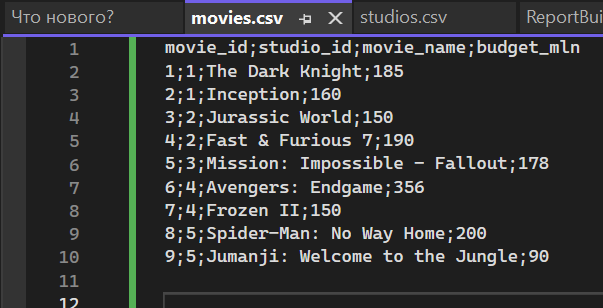 Что нового? movies.csv studios.csv ReportBui
1 movie_id;studio_id;movie_name;budget_mln
2 1;1;The Dark Knight;185
3 2;1;Inception;160
4 3;2;Jurassic World;150
5 4;2;Fast & Furious 7;190
6 5;3;Mission: Impossible - Fallout;178
7 6;4;Avengers: Endgame;356
8 7;4;Frozen II;150
9 8;5;Spider-Man: No Way Home;200
10 9;5;Jumanji: Welcome to the Jungle;90
11
12